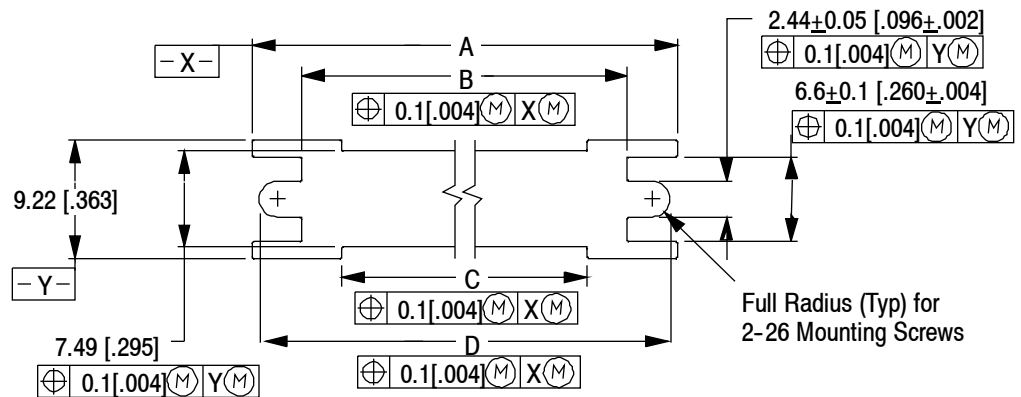 A
-X-
B
⌖ 0.1[.004]Ⓜ XⓂ
2.44±0.05 [.096±.002]
⌖ 0.1[.004]Ⓜ YⓂ
6.6±0.1 [.260±.004]
⌖ 0.1[.004]Ⓜ YⓂ
9.22 [.363]
-Y-
C
⌖ 0.1[.004]Ⓜ XⓂ
Full Radius (Typ) for
2-26 Mounting Screws
7.49 [.295]
⌖ 0.1[.004]Ⓜ YⓂ
D
⌖ 0.1[.004]Ⓜ XⓂ